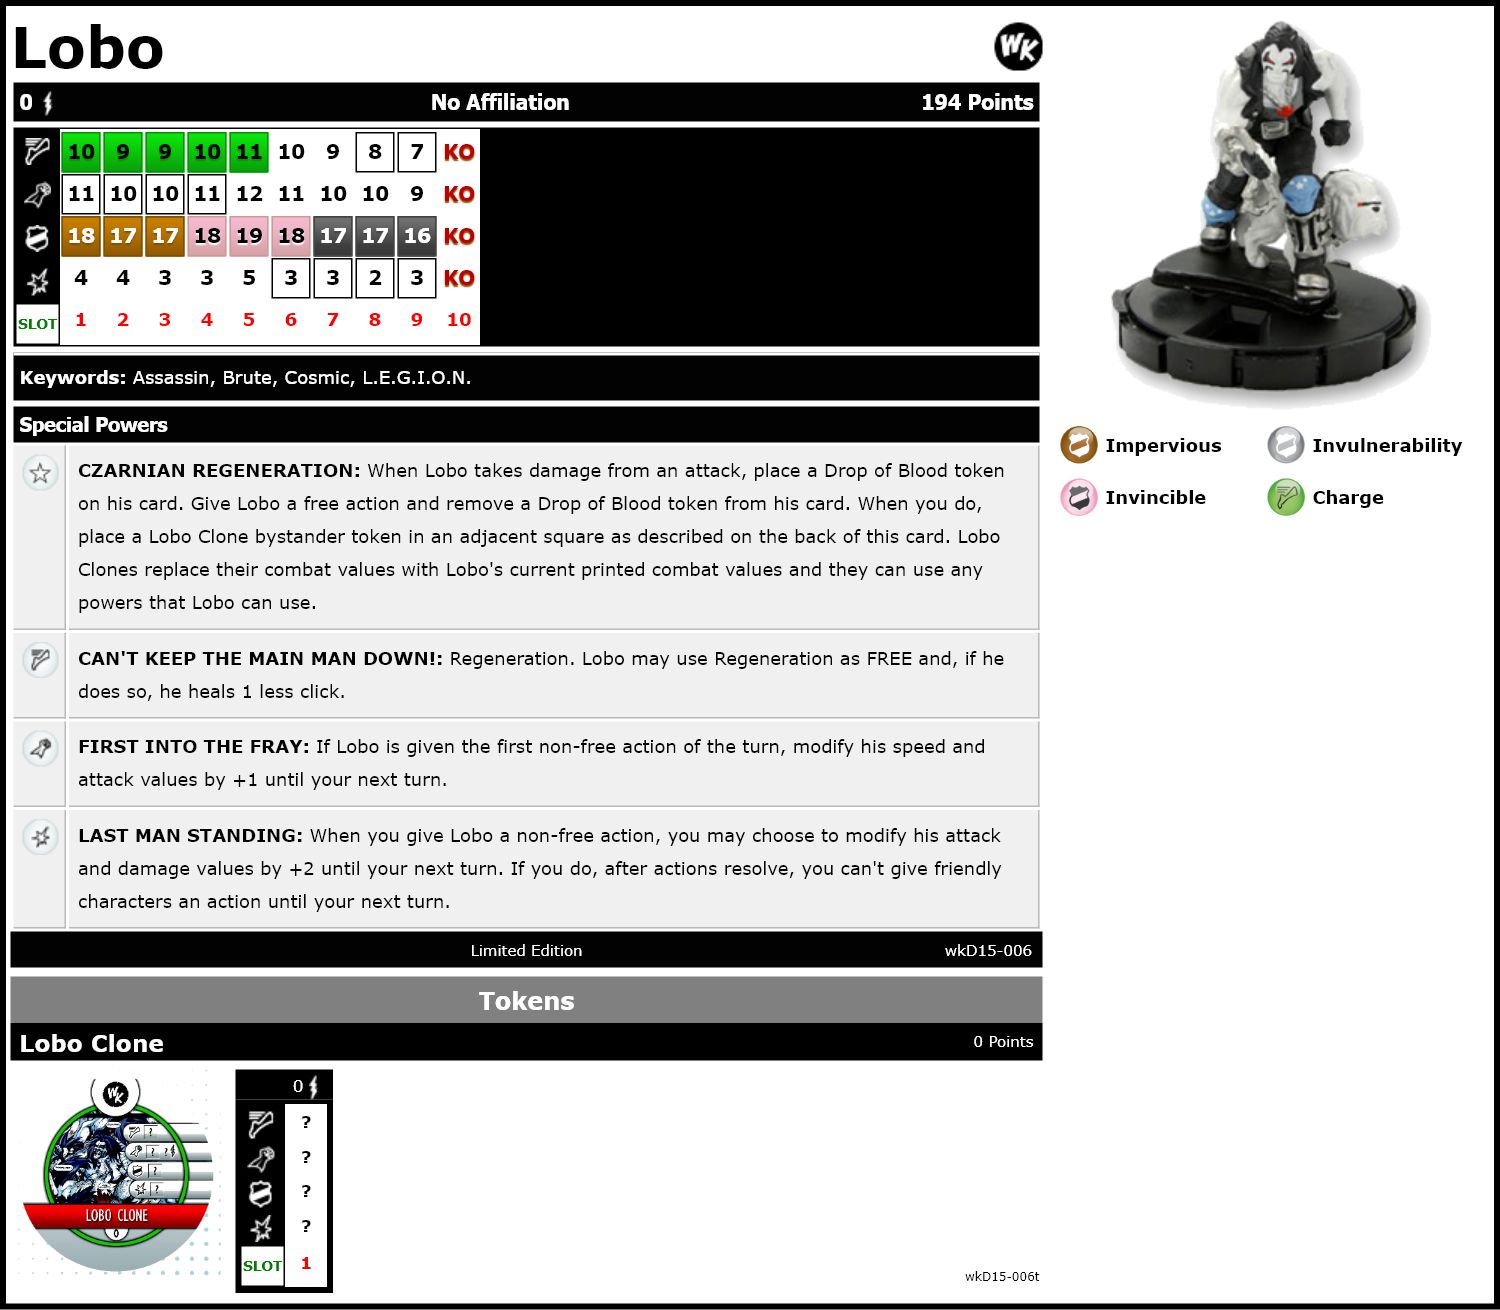 Lobo
WK
0 No Affiliation 194 Points
10 9 9 10 11 10 9 8 7 KO
11 10 10 11 12 11 10 10 9 KO
18 17 17 18 19 18 17 17 16 KO
4 4 3 3 5 3 3 2 3 KO
SLOT 1 2 3 4 5 6 7 8 9 10
Keywords: Assassin, Brute, Cosmic, L.E.G.I.O.N.
Special Powers
CZARNIAN REGENERATION: When Lobo takes damage from an attack, place a Drop of Blood token
on his card. Give Lobo a free action and remove a Drop of Blood token from his card. When you do,
place a Lobo Clone bystander token in an adjacent square as described on the back of this card. Lobo
Clones replace their combat values with Lobo's current printed combat values and they can use any
powers that Lobo can use.
CAN'T KEEP THE MAIN MAN DOWN!: Regeneration. Lobo may use Regeneration as FREE and, if he
does so, he heals 1 less click.
FIRST INTO THE FRAY: If Lobo is given the first non-free action of the turn, modify his speed and
attack values by +1 until your next turn.
LAST MAN STANDING: When you give Lobo a non-free action, you may choose to modify his attack
and damage values by +2 until your next turn. If you do, after actions resolve, you can't give friendly
characters an action until your next turn.
Limited Edition wkD15-006
Impervious Invulnerability
Invincible Charge
Tokens
Lobo Clone 0 Points
WK
?
? ?
?
?
LOBO CLONE
0
0
?
?
?
?
SLOT 1
wkD15-006t